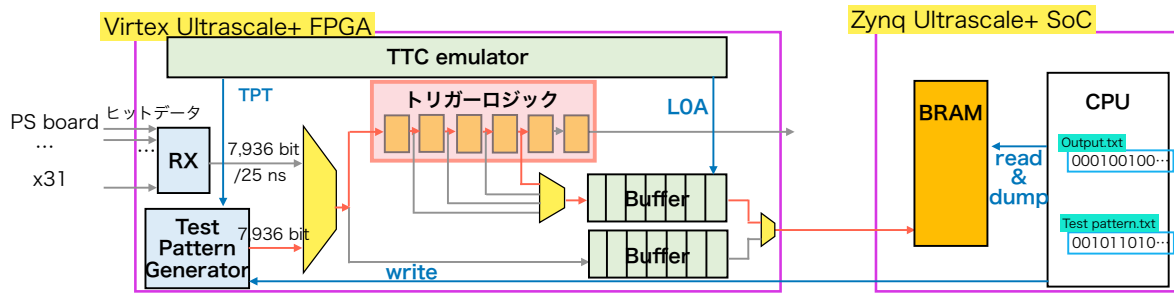 Virtex Ultrascale+ FPGA
Zynq Ultrascale+ SoC
TTC emulator
TPT
トリガーロジック
L0A
CPU
BRAM
ヒットデータ
PS board
…
…
x31
RX
7,936 bit
/25 ns
Output.txt
000100100…
read
&
dump
Buffer
Test
Pattern
Generator
7,936 bit
Buffer
Test pattern.txt
001011010…
write